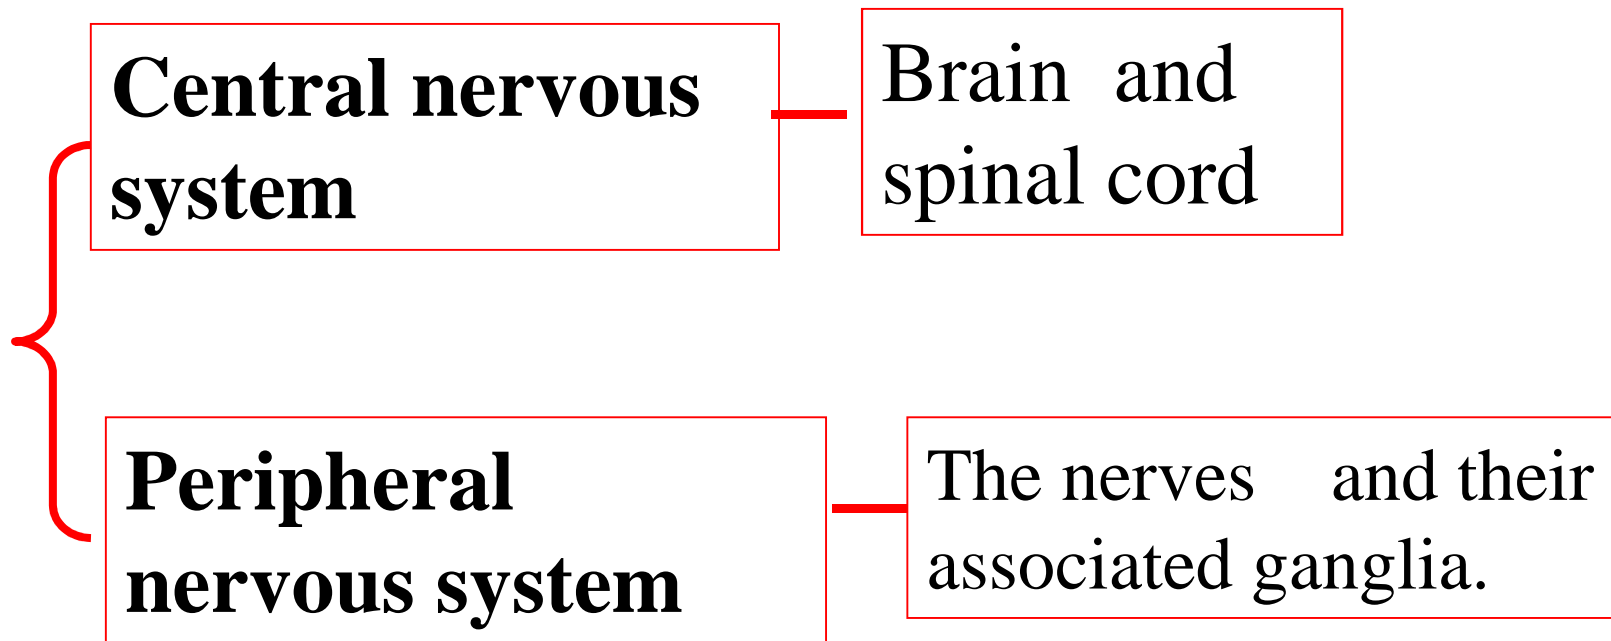 Central nervous
system
Brain and
spinal cord
Peripheral
nervous system
The nerves and their
associated ganglia.